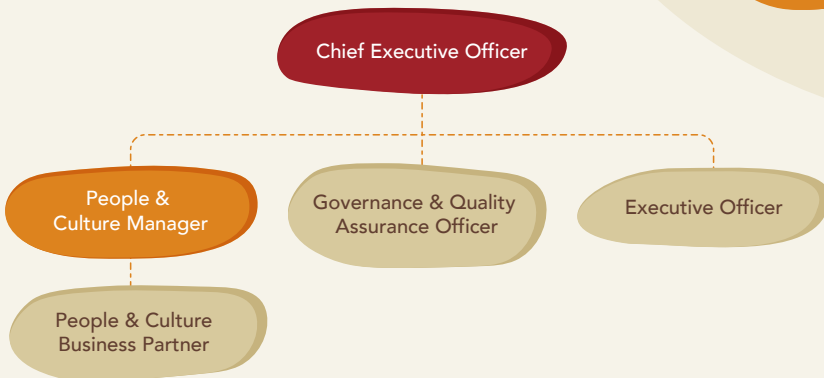 Chief Executive Officer
People &
Culture Manager
Governance & Quality
Assurance Officer
Executive Officer
People & Culture
Business Partner